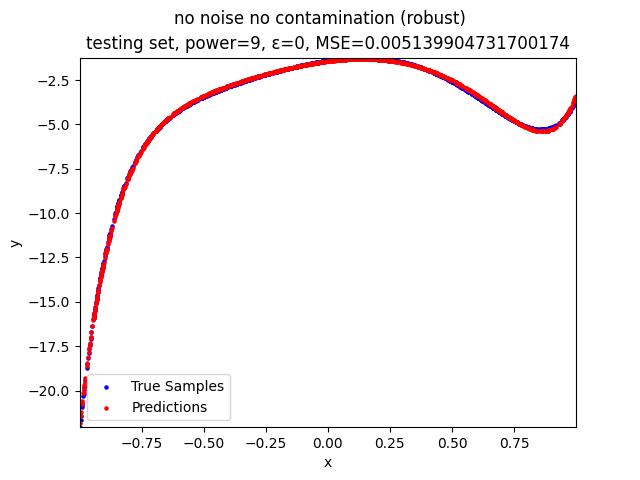 no noise no contamination (robust)
testing set, power=9, ε=0, MSE=0.005139904731700174
−2.5
−5.0
−7.5
−10.0
−12.5
−15.0
−17.5
−20.0
y
True Samples
Predictions
−0.75 −0.50 −0.25 0.00 0.25 0.50 0.75
x